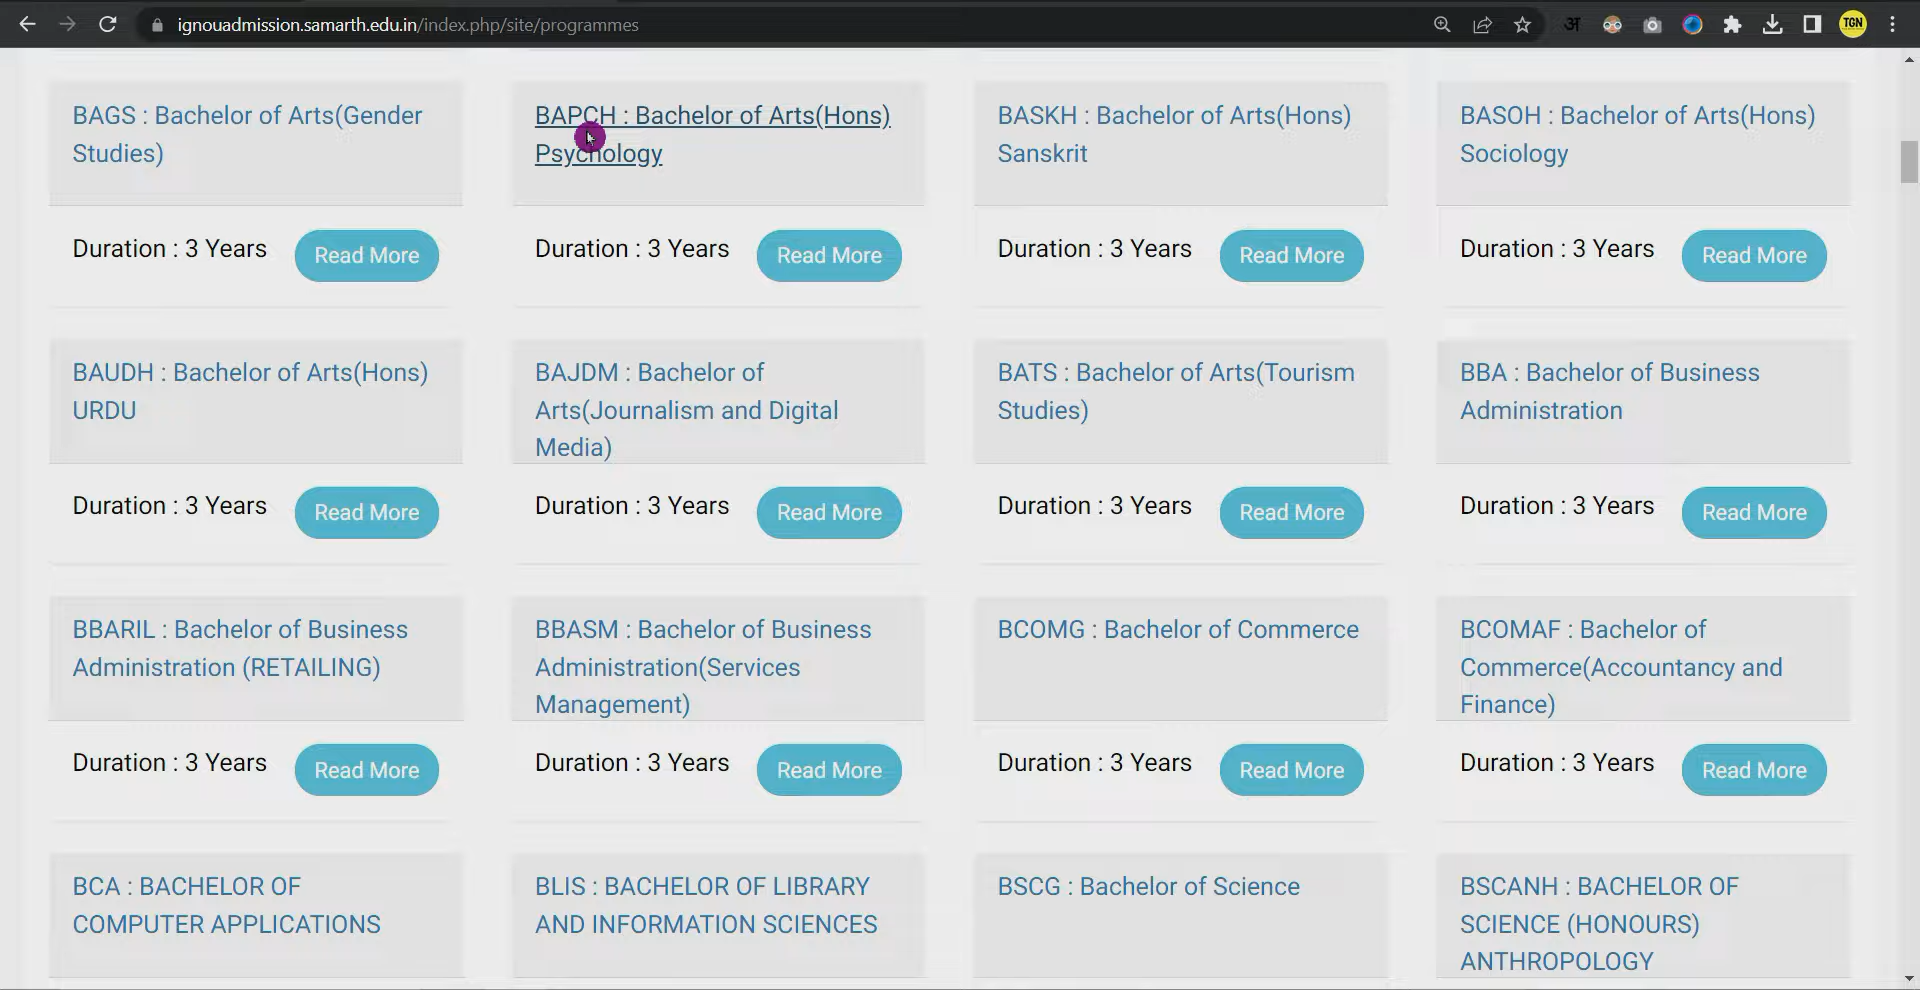 ignouadmission.samarth.edu.in/index.php/site/programmes
अ
TGN
BAGS : Bachelor of Arts(Gender
Studies)
BAPCH : Bachelor of Arts(Hons)
Psychology
BASKH : Bachelor of Arts(Hons)
Sanskrit
BASOH : Bachelor of Arts(Hons)
Sociology
Duration : 3 Years
Read More
Duration : 3 Years
Read More
Duration : 3 Years
Read More
Duration : 3 Years
Read More
BAUDH : Bachelor of Arts(Hons)
URDU
BAJDM : Bachelor of
Arts(Journalism and Digital
Media)
BATS : Bachelor of Arts(Tourism
Studies)
BBA : Bachelor of Business
Administration
Duration : 3 Years
Read More
Duration : 3 Years
Read More
Duration : 3 Years
Read More
Duration : 3 Years
Read More
BBARIL : Bachelor of Business
Administration (RETAILING)
BBASM : Bachelor of Business
Administration(Services
Management)
BCOMG : Bachelor of Commerce
BCOMAF : Bachelor of
Commerce(Accountancy and
Finance)
Duration : 3 Years
Read More
Duration : 3 Years
Read More
Duration : 3 Years
Read More
Duration : 3 Years
Read More
BCA : BACHELOR OF
COMPUTER APPLICATIONS
BLIS : BACHELOR OF LIBRARY
AND INFORMATION SCIENCES
BSCG : Bachelor of Science
BSCANH : BACHELOR OF
SCIENCE (HONOURS)
ANTHROPOLOGY